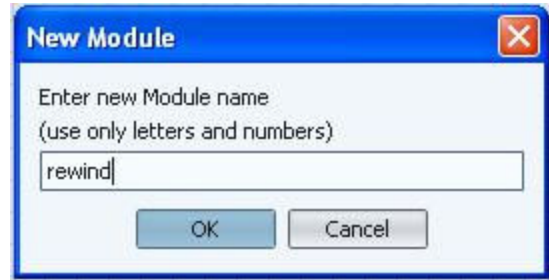 New Module
Enter new Module name
(use only letters and numbers)
rewind
OK Cancel